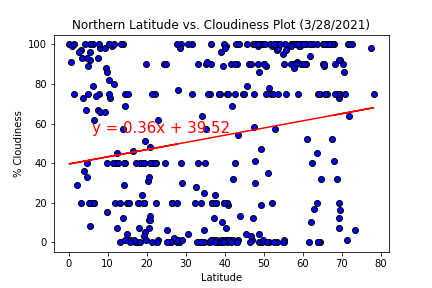 Northern Latitude vs. Cloudiness Plot (3/28/2021)
100
80
60
40
20
0
% Cloudiness
y = 0.36x + 39.52
0 10 20 30 40 50 60 70 80
Latitude